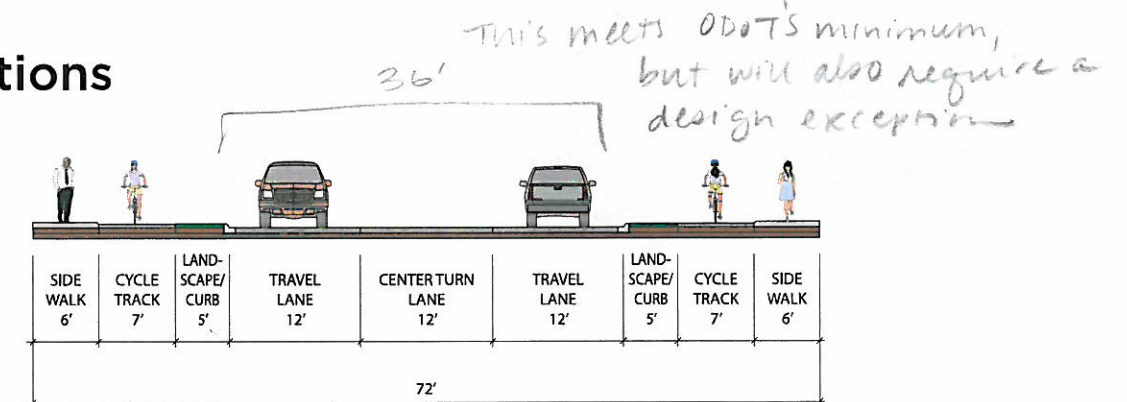 This meets ODOT'S minimum,
but will also require a
design exception
tions
36'
SIDE
WALK
6'
CYCLE
TRACK
7'
LAND-
SCAPE/
CURB
5'
TRAVEL
LANE
12'
CENTER TURN
LANE
12'
TRAVEL
LANE
12'
LAND-
SCAPE/
CURB
5'
CYCLE
TRACK
7'
SIDE
WALK
6'
72'